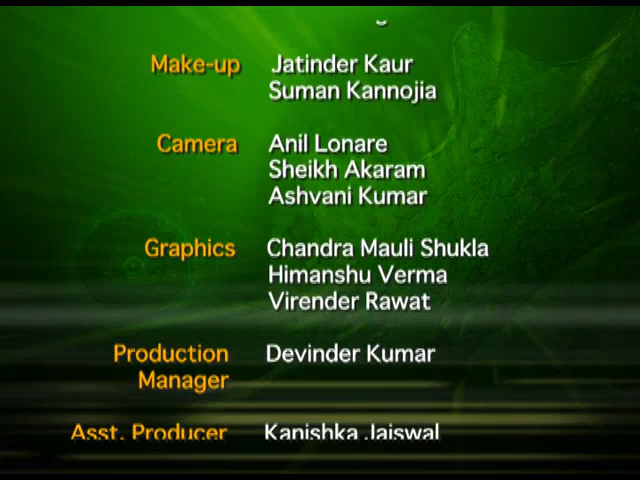 Make-up Jatinder Kaur
Suman Kannojia
Camera Anil Lonare
Sheikh Akaram
Ashvani Kumar
Graphics Chandra Mauli Shukla
Himanshu Verma
Virender Rawat
Production Devinder Kumar
Manager
Asst. Producer Kanishka Jaiswal